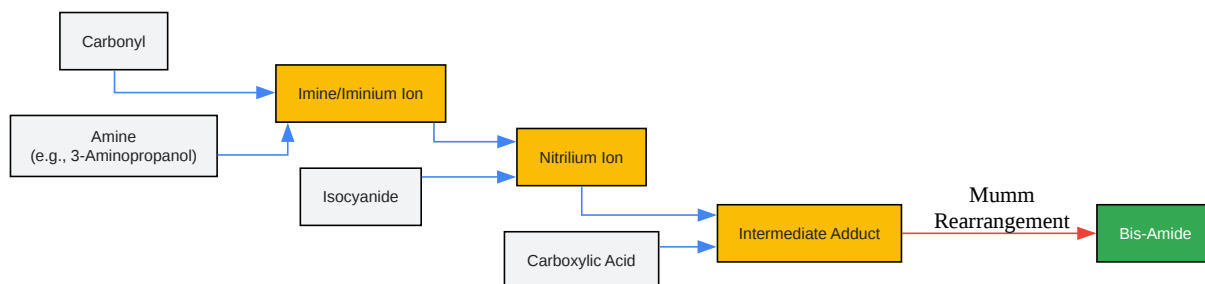 Carbonyl
Amine
(e.g., 3-Aminopropanol)
Imine/Iminium Ion
Isocyanide
Nitrilium Ion
Carboxylic Acid
Intermediate Adduct
Mumm
Rearrangement
Bis-Amide